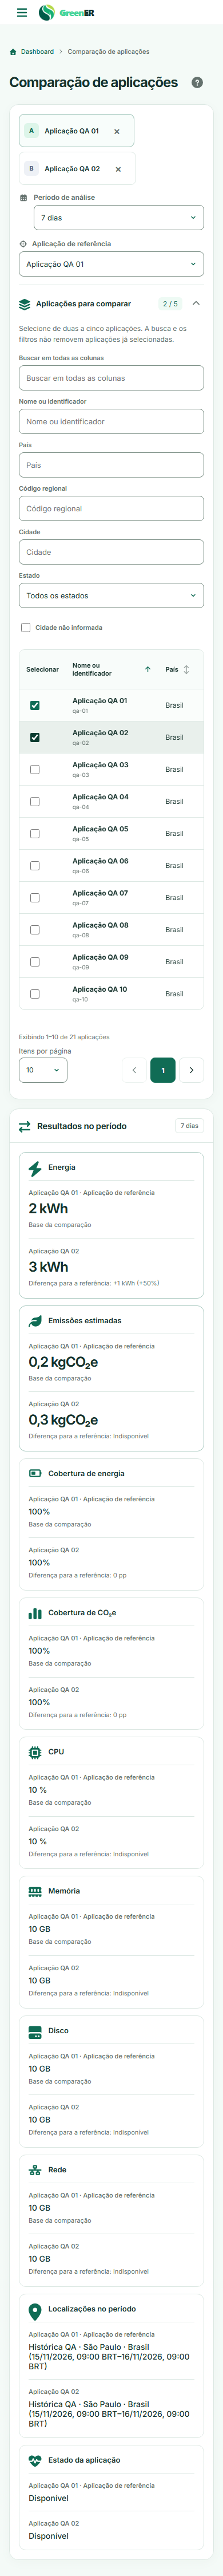 GreenER
Dashboard > Comparação de aplicações
Comparação de aplicações ?
A Aplicação QA 01 ×
B Aplicação QA 02 ×
Período de análise
7 dias
Aplicação de referência
Aplicação QA 01
Aplicações para comparar 2 / 5
Selecione de duas a cinco aplicações. A busca e os
filtros não removem aplicações já selecionadas.
Buscar em todas as colunas
Buscar em todas as colunas
Nome ou identificador
Nome ou identificador
País
País
Código regional
Código regional
Cidade
Cidade
Estado
Todos os estados
Cidade não informada
Selecionar Nome ou identificador País
Aplicação QA 01 Brasil
qa-01
Aplicação QA 02 Brasil
qa-02
Aplicação QA 03 Brasil
qa-03
Aplicação QA 04 Brasil
qa-04
Aplicação QA 05 Brasil
qa-05
Aplicação QA 06 Brasil
qa-06
Aplicação QA 07 Brasil
qa-07
Aplicação QA 08 Brasil
qa-08
Aplicação QA 09 Brasil
qa-09
Aplicação QA 10 Brasil
qa-10
Exibindo 1–10 de 21 aplicações
Itens por página
10 1
Resultados no período 7 dias
Energia
Aplicação QA 01 · Aplicação de referência
2 kWh
Base da comparação
Aplicação QA 02
3 kWh
Diferença para a referência: +1 kWh (+50%)
Emissões estimadas
Aplicação QA 01 · Aplicação de referência
0,2 kgCO₂e
Base da comparação
Aplicação QA 02
0,3 kgCO₂e
Diferença para a referência: Indisponível
Cobertura de energia
Aplicação QA 01 · Aplicação de referência
100%
Base da comparação
Aplicação QA 02
100%
Diferença para a referência: 0 pp
Cobertura de CO₂e
Aplicação QA 01 · Aplicação de referência
100%
Base da comparação
Aplicação QA 02
100%
Diferença para a referência: 0 pp
CPU
Aplicação QA 01 · Aplicação de referência
10 %
Base da comparação
Aplicação QA 02
10 %
Diferença para a referência: Indisponível
Memória
Aplicação QA 01 · Aplicação de referência
10 GB
Base da comparação
Aplicação QA 02
10 GB
Diferença para a referência: Indisponível
Disco
Aplicação QA 01 · Aplicação de referência
10 GB
Base da comparação
Aplicação QA 02
10 GB
Diferença para a referência: Indisponível
Rede
Aplicação QA 01 · Aplicação de referência
10 GB
Base da comparação
Aplicação QA 02
10 GB
Diferença para a referência: Indisponível
Localizações no período
Aplicação QA 01 · Aplicação de referência
Histórica QA · São Paulo · Brasil
(15/11/2026, 09:00 BRT–16/11/2026, 09:00
BRT)
Aplicação QA 02
Histórica QA · São Paulo · Brasil
(15/11/2026, 09:00 BRT–16/11/2026, 09:00
BRT)
Estado da aplicação
Aplicação QA 01 · Aplicação de referência
Disponível
Aplicação QA 02
Disponível